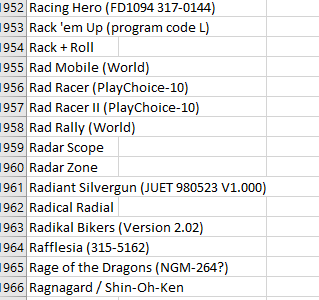 1952 Racing Hero (FD1094 317-0144)
1953 Rack 'em Up (program code L)
1954 Rack + Roll
1955 Rad Mobile (World)
1956 Rad Racer (PlayChoice-10)
1957 Rad Racer II (PlayChoice-10)
1958 Rad Rally (World)
1959 Radar Scope
1960 Radar Zone
1961 Radiant Silvergun (JUET 980523 V1.000)
1962 Radical Radial
1963 Radikal Bikers (Version 2.02)
1964 Rafflesia (315-5162)
1965 Rage of the Dragons (NGM-264?)
1966 Ragnagard / Shin-Oh-Ken